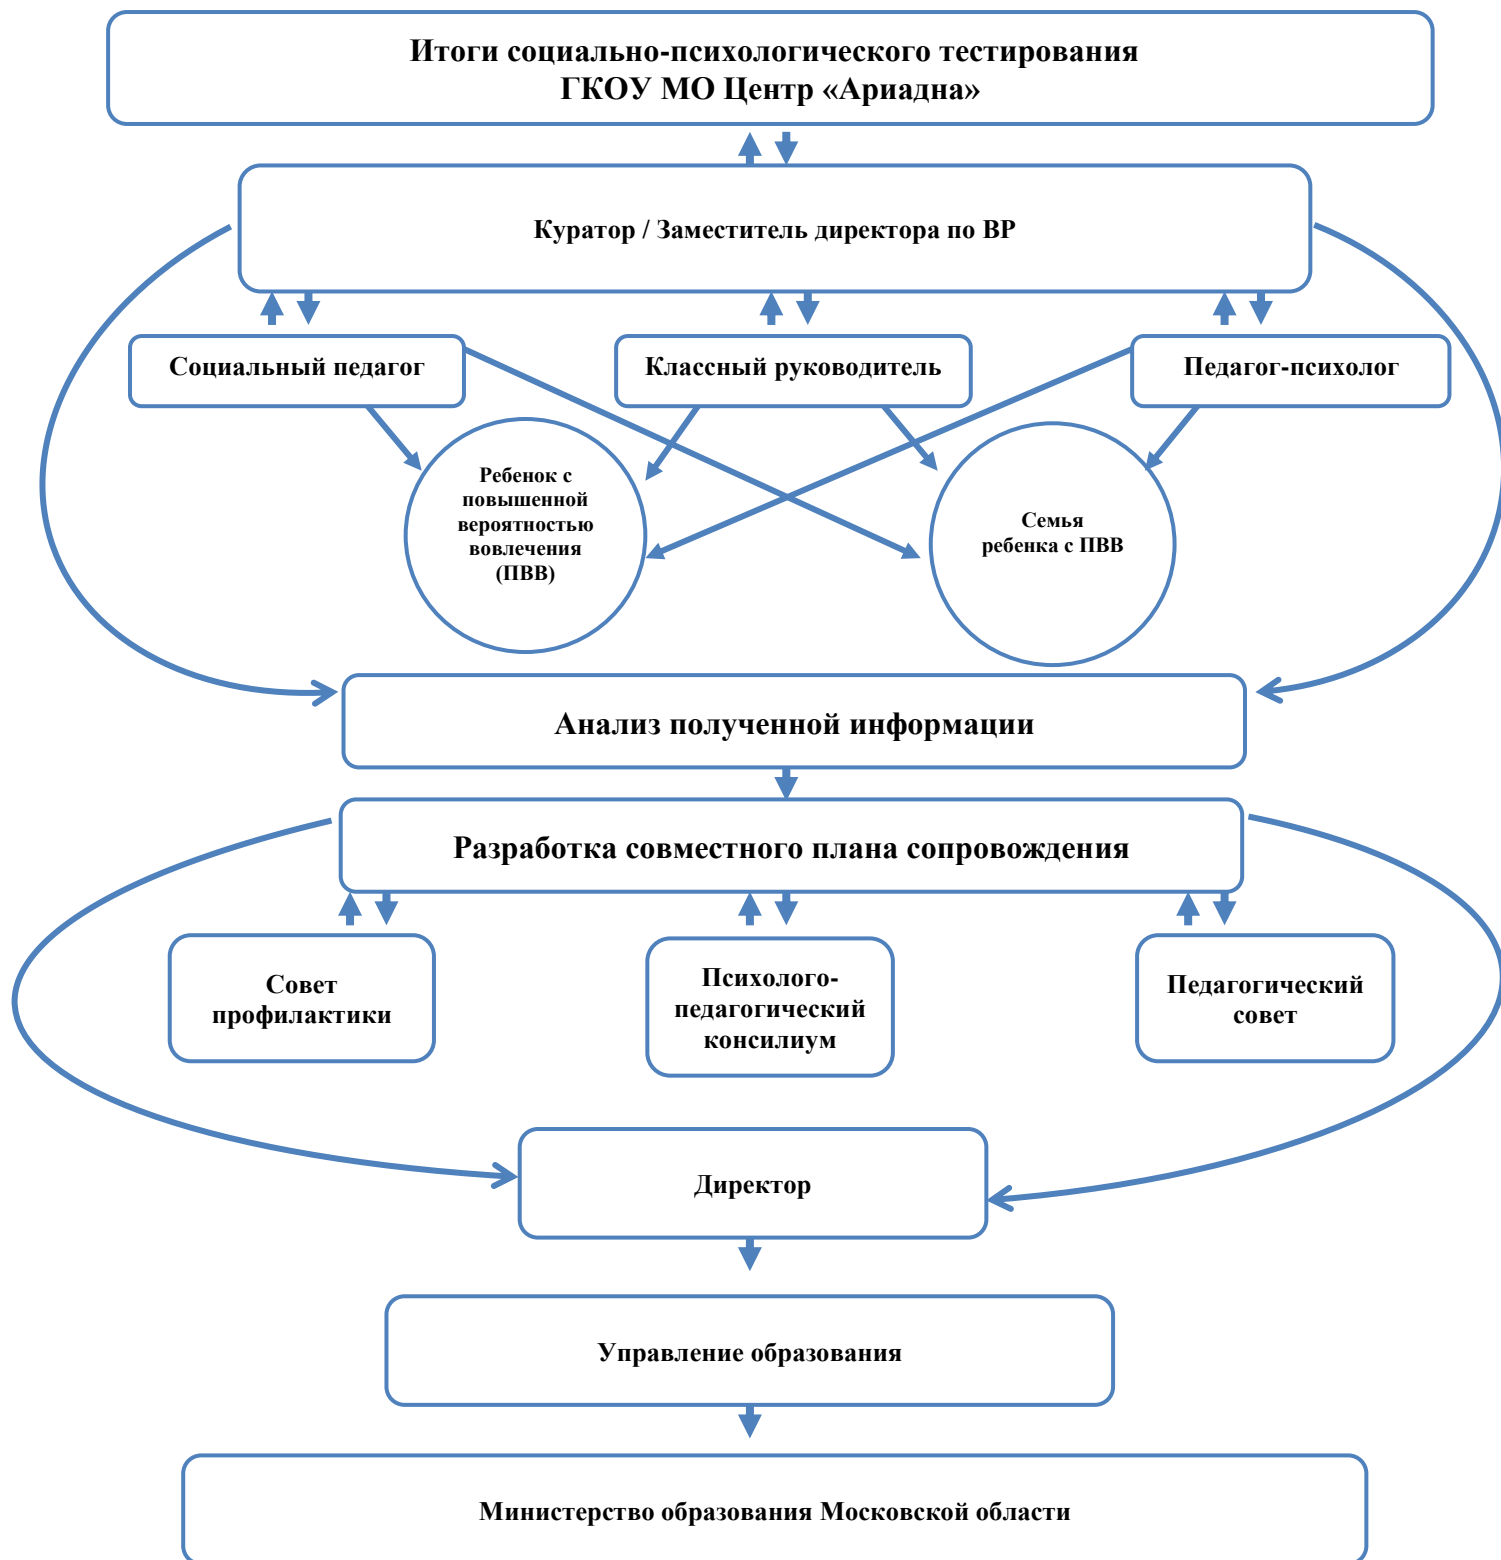 Итоги социально-психологического тестирования
ГКОУ МО Центр «Ариадна»
Куратор / Заместитель директора по ВР
Социальный педагог
Классный руководитель
Педагог-психолог
Ребенок с
повышенной
вероятностью
вовлечения
(ПВВ)
Семья
ребенка с ПВВ
Анализ полученной информации
Разработка совместного плана сопровождения
Совет
профилактики
Психолого-
педагогический
консилиум
Педагогический
совет
Директор
Управление образования
Министерство образования Московской области